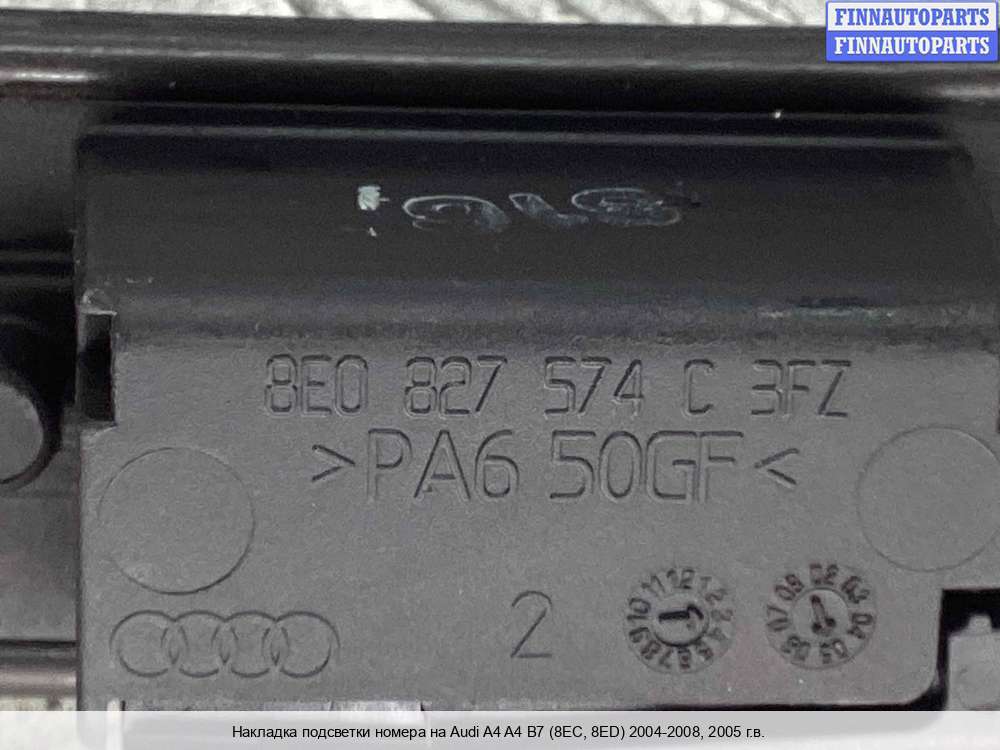 FINNAUTOPARTS
FINNAUTOPARTS
8E0 827 574 C 3FZ
>PA6 50GF<
2
Накладка подсветки номера на Audi A4 A4 B7 (8EC, 8ED) 2004-2008, 2005 г.в.